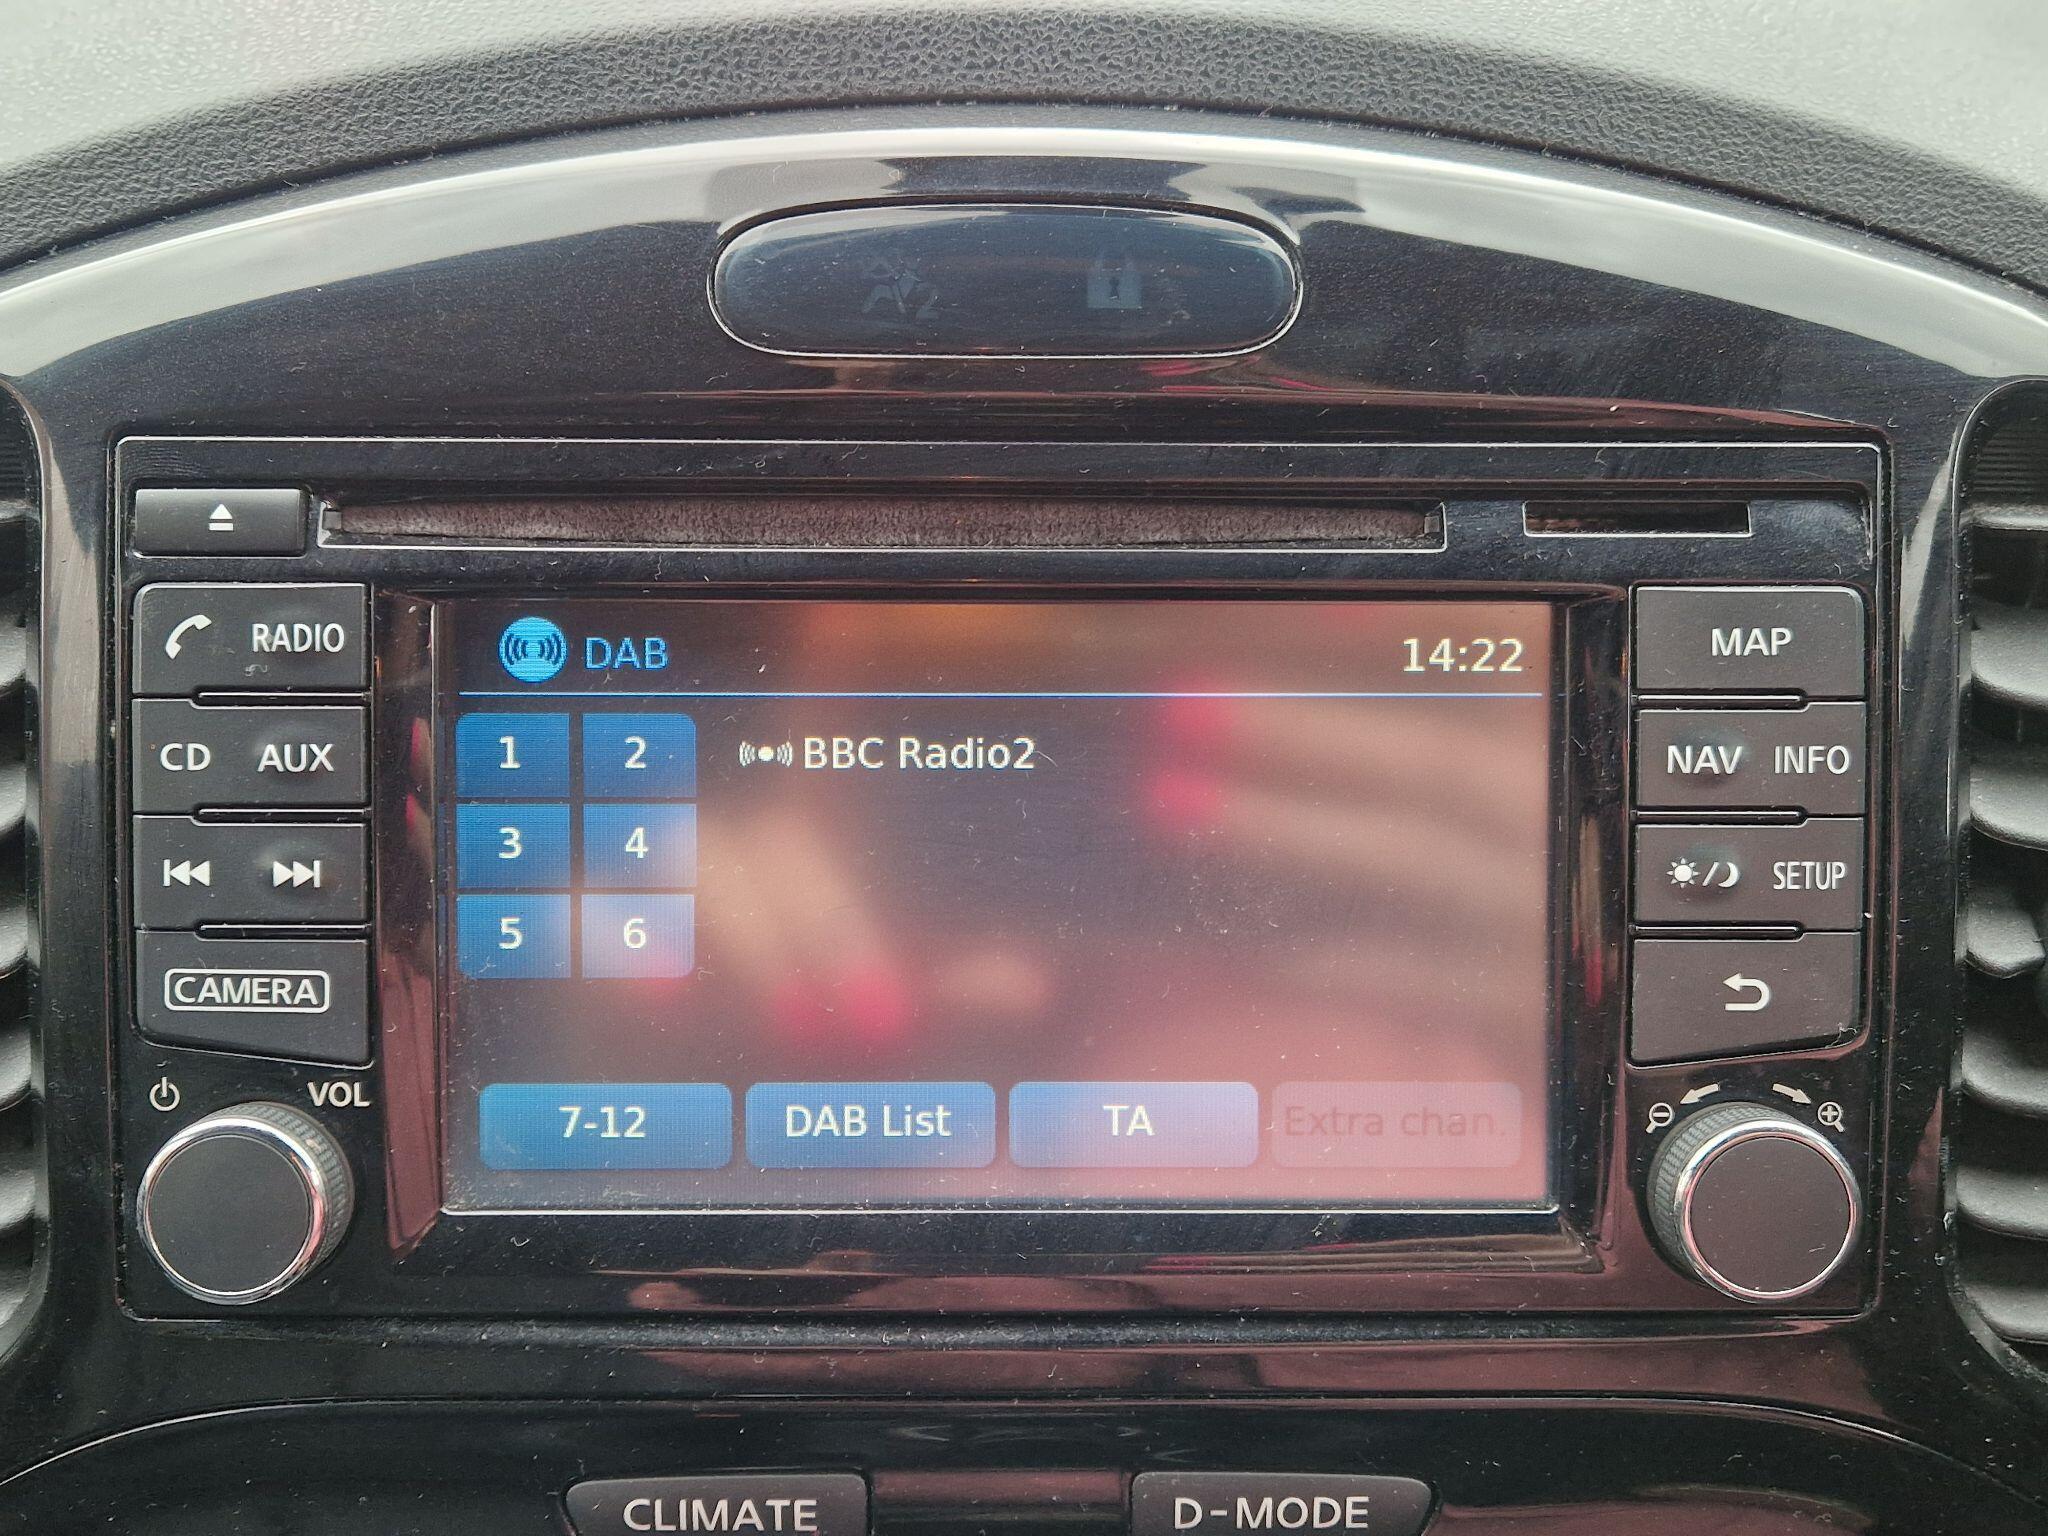 RADIO
CD AUX
CAMERA
VOL
DAB 14:22
1 2 BBC Radio2
3 4
5 6
7-12 DAB List TA Extra chan.
MAP
NAV INFO
SETUP
CLIMATE D-MODE